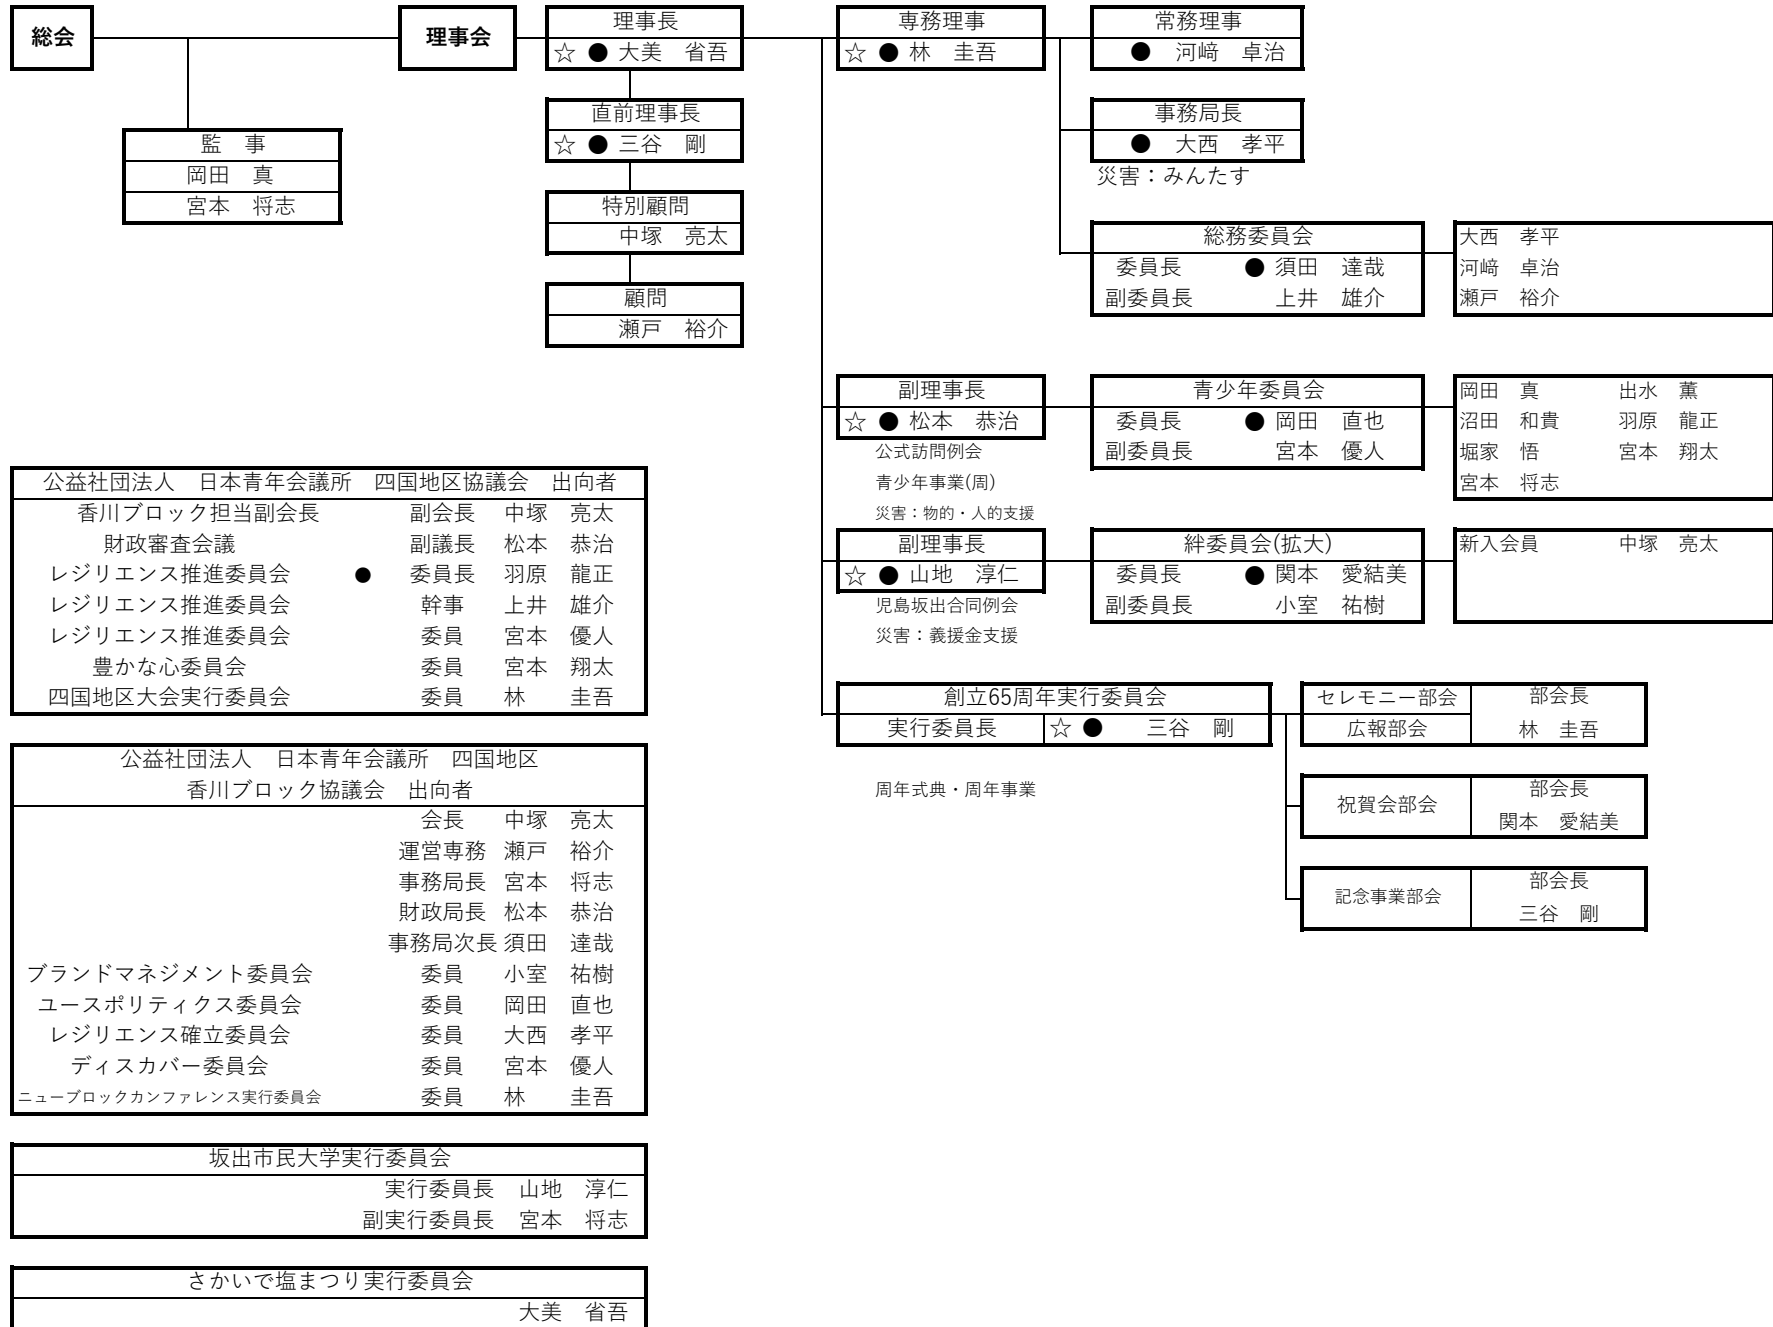 総会
理事会
理事長
☆ ● 大美　省吾
直前理事長
☆ ● 三谷　剛
特別顧問
中塚　亮太
顧問
瀬戸　裕介
監　事
岡田　真
宮本　将志
専務理事
☆ ● 林　圭吾
常務理事
● 河﨑　卓治
事務局長
● 大西　孝平
災害：みんたす
総務委員会
委員長　● 須田　達哉
副委員長　上井　雄介
大西　孝平
河﨑　卓治
瀬戸　裕介
副理事長
☆ ● 松本　恭治
公式訪問例会
青少年事業(周)
災害：物的・人的支援
青少年委員会
委員長　● 岡田　直也
副委員長　宮本　優人
岡田　真　出水　薫
沼田　和貴　羽原　龍正
堀家　悟　宮本　翔太
宮本　将志
副理事長
☆ ● 山地　淳仁
児島坂出合同例会
災害：義援金支援
絆委員会(拡大)
委員長　● 関本　愛結美
副委員長　小室　祐樹
新入会員　中塚　亮太
創立65周年実行委員会
実行委員長　☆ ●　三谷　剛
周年式典・周年事業
セレモニー部会
広報部会
部会長
林　圭吾
祝賀会部会
部会長
関本　愛結美
記念事業部会
部会長
三谷　剛
公益社団法人　日本青年会議所　四国地区協議会　出向者
香川ブロック担当副会長　副会長　中塚　亮太
財政審査会議　副議長　松本　恭治
レジリエンス推進委員会　●　委員長　羽原　龍正
レジリエンス推進委員会　幹事　上井　雄介
レジリエンス推進委員会　委員　宮本　優人
豊かな心委員会　委員　宮本　翔太
四国地区大会実行委員会　委員　林　圭吾
公益社団法人　日本青年会議所　四国地区
香川ブロック協議会　出向者
会長　中塚　亮太
運営専務　瀬戸　裕介
事務局長　宮本　将志
財政局長　松本　恭治
事務局次長　須田　達哉
ブランドマネジメント委員会　委員　小室　祐樹
ユースポリティクス委員会　委員　岡田　直也
レジリエンス確立委員会　委員　大西　孝平
ディスカバー委員会　委員　宮本　優人
ニューブロックカンファレンス実行委員会　委員　林　圭吾
坂出市民大学実行委員会
実行委員長　山地　淳仁
副実行委員長　宮本　将志
さかいで塩まつり実行委員会
大美　省吾